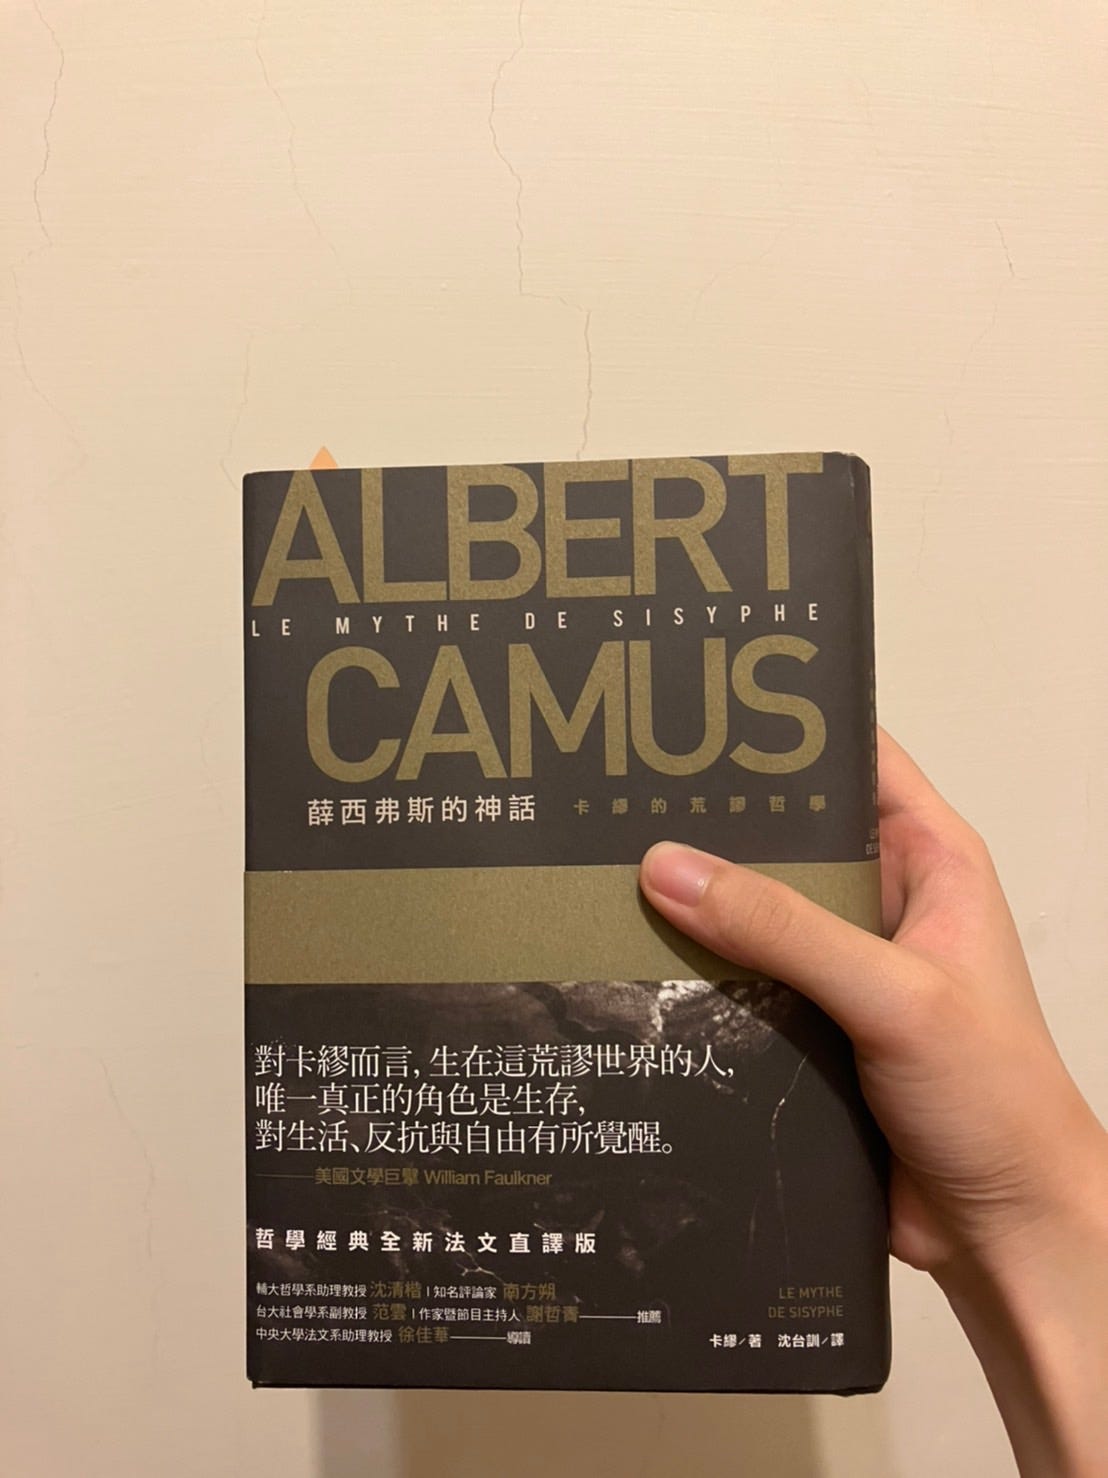 ALBERT
LE MYTHE DE SISYPHE
CAMUS
薛西弗斯的神話 卡繆的荒謬哲學
對卡繆而言，生在這荒謬世界的人，
唯一真正的角色是生存，
對生活、反抗與自由有所覺醒。
——美國文學巨擘 William Faulkner
哲學經典全新法文直譯版
輔大哲學系助理教授 沈清楷 | 知名評論家 南方朔
台大社會學系副教授 范雲 | 作家暨節目主持人 謝哲青——推薦
中央大學法文系助理教授 徐佳華——導讀
LE MYTHE
DE SISYPHE
卡繆／著 沈台訓／譯